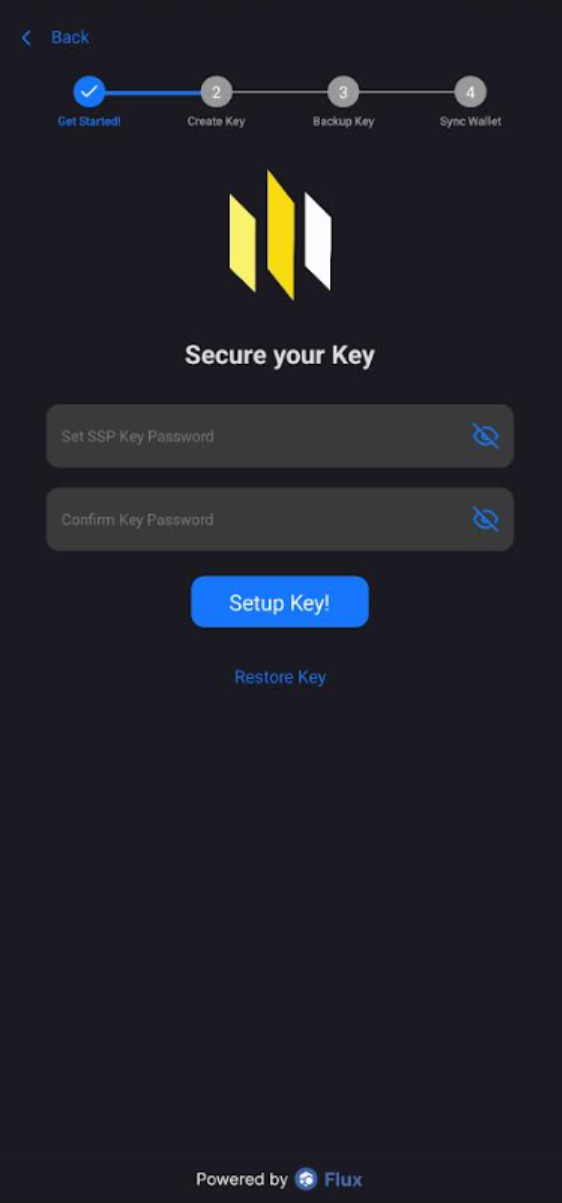 Back
2
3
4
Get Started!
Create Key
Backup Key
Sync Wallet
Secure your Key
Set SSP Key Password
Confirm Key Password
Setup Key!
Restore Key
Powered by Flux